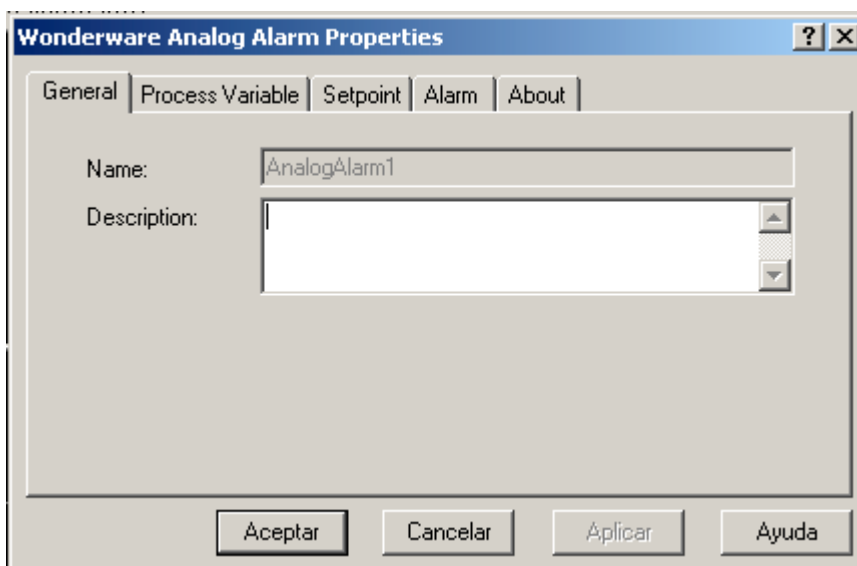 Wonderware Analog Alarm Properties
General Process Variable Setpoint Alarm About
Name: AnalogAlarm1
Description:
Aceptar Cancelar Aplicar Ayuda